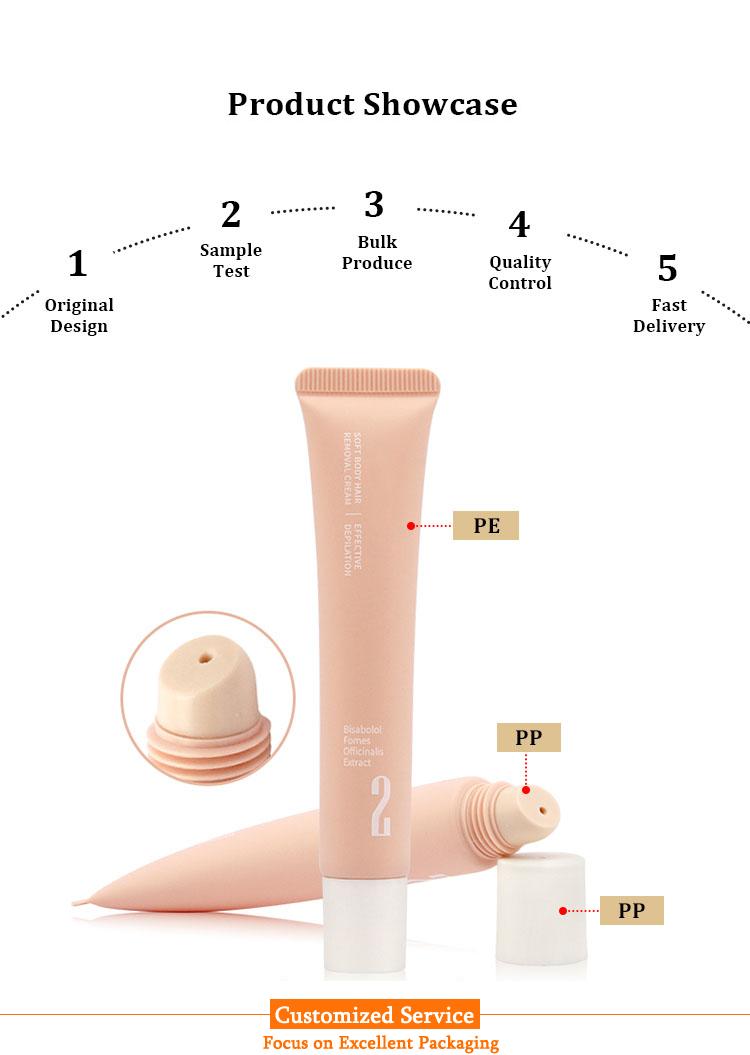 Product Showcase
1
Original
Design
2
Sample
Test
3
Bulk
Produce
4
Quality
Control
5
Fast
Delivery
SOFT BODY HAIR
REMOVAL CREAM
EFFECTIVE
DEPILATION
PE
Bisabolol
Fomes
Officinalis
Extract
2
PP
PP
Customized Service
Focus on Excellent Packaging